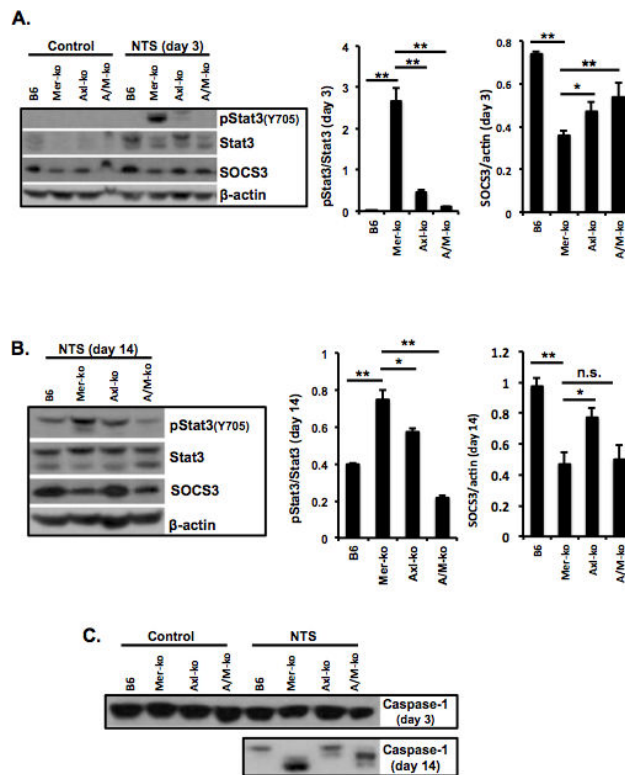 A.
Control NTS (day 3)
B6 Mer-ko Axl-ko A/M-ko B6 Mer-ko Axl-ko A/M-ko
pStat3(Y705)
Stat3
SOCS3
β-actin
pStat3/Stat3 (day 3)
4
3
2
1
0
** ** **
B6 Mer-ko Axl-ko A/M-ko
SOCS3/actin (day 3)
0.8
0.6
0.4
0.2
0
** ** *
B6 Mer-ko Axl-ko A/M-ko
B.
NTS (day 14)
B6 Mer-ko Axl-ko A/M-ko
pStat3(Y705)
Stat3
SOCS3
β-actin
pStat3/Stat3 (day 14)
0.8
0.6
0.4
0.2
0
** * **
B6 Mer-ko Axl-ko A/M-ko
SOCS3/actin (day 14)
1.2
1
0.8
0.6
0.4
0.2
0
** n.s. *
B6 Mer-ko Axl-ko A/M-ko
C.
Control NTS
B6 Mer-ko Axl-ko A/M-ko B6 Mer-ko Axl-ko A/M-ko
Caspase-1
(day 3)
Caspase-1
(day 14)